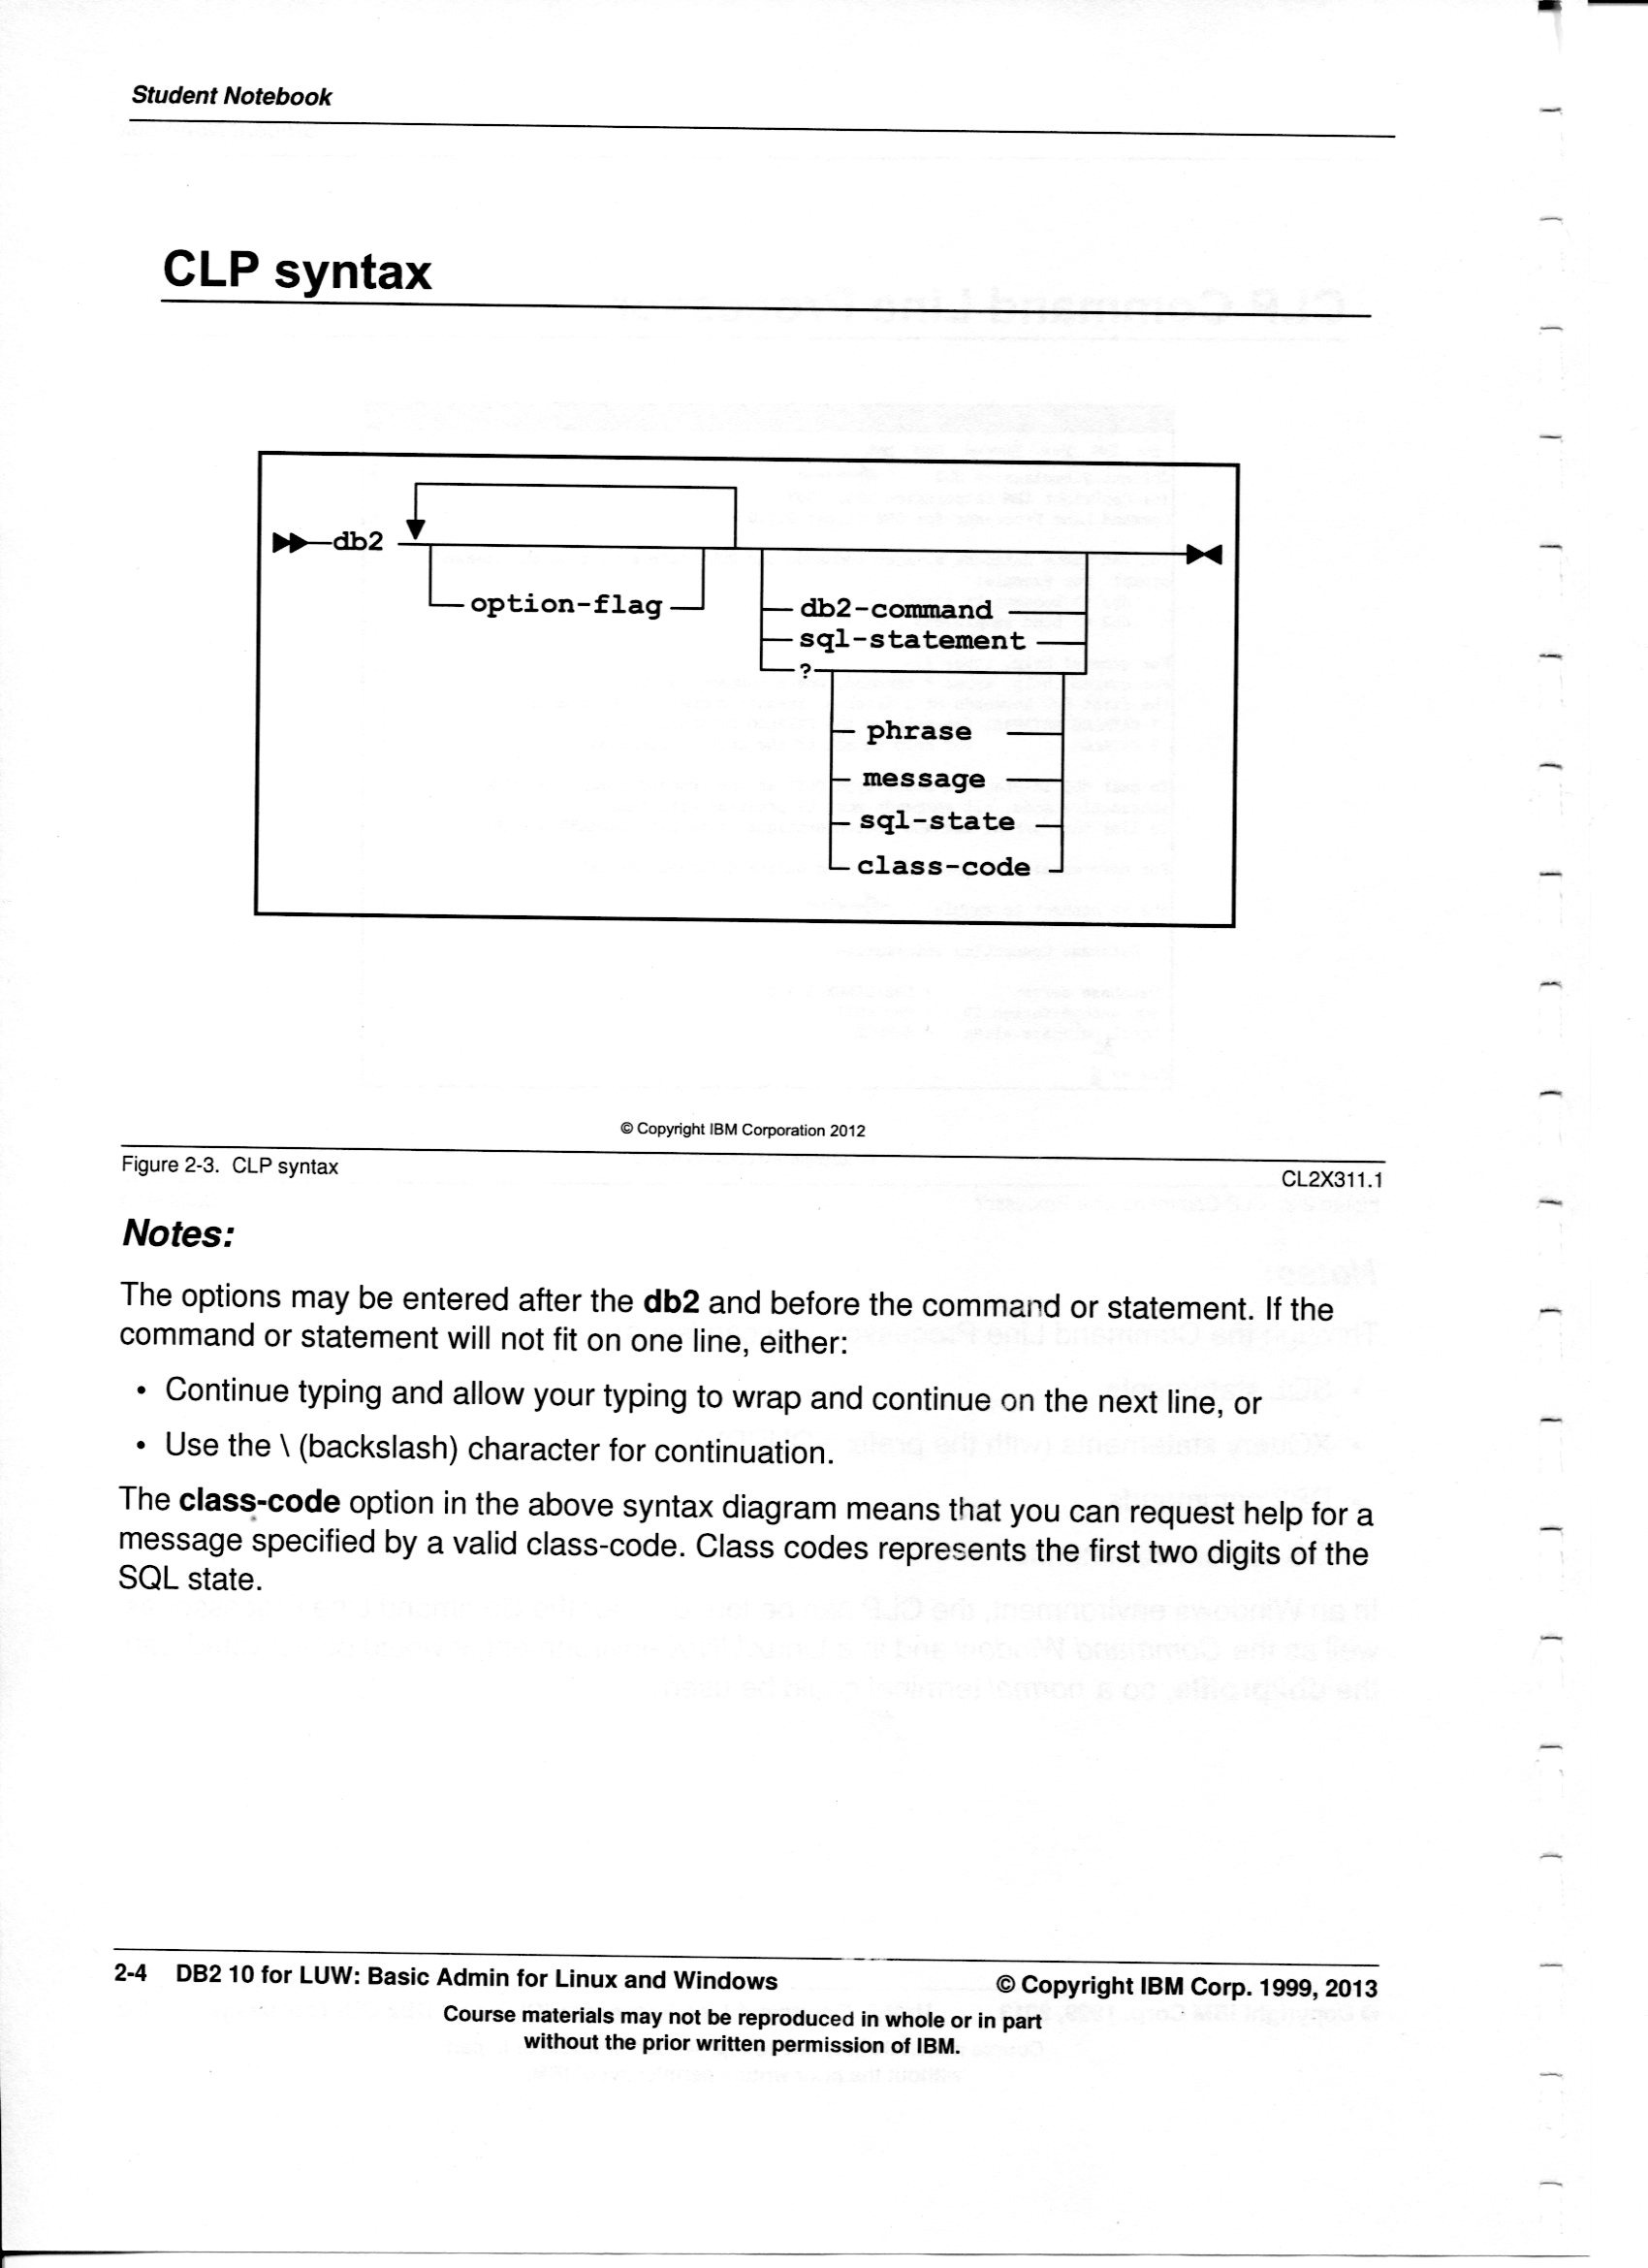 Student Notebook
CLP syntax
db2
option-flag
db2-command
sql-statement
?
phrase
message
sql-state
class-code
© Copyright IBM Corporation 2012
Figure 2-3. CLP syntax
CL2X311.1
Notes:
The options may be entered after the db2 and before the command or statement. If the
command or statement will not fit on one line, either:
• Continue typing and allow your typing to wrap and continue on the next line, or
• Use the \ (backslash) character for continuation.
The class-code option in the above syntax diagram means that you can request help for a
message specified by a valid class-code. Class codes represents the first two digits of the
SQL state.
2-4 DB2 10 for LUW: Basic Admin for Linux and Windows
© Copyright IBM Corp. 1999, 2013
Course materials may not be reproduced in whole or in part
without the prior written permission of IBM.